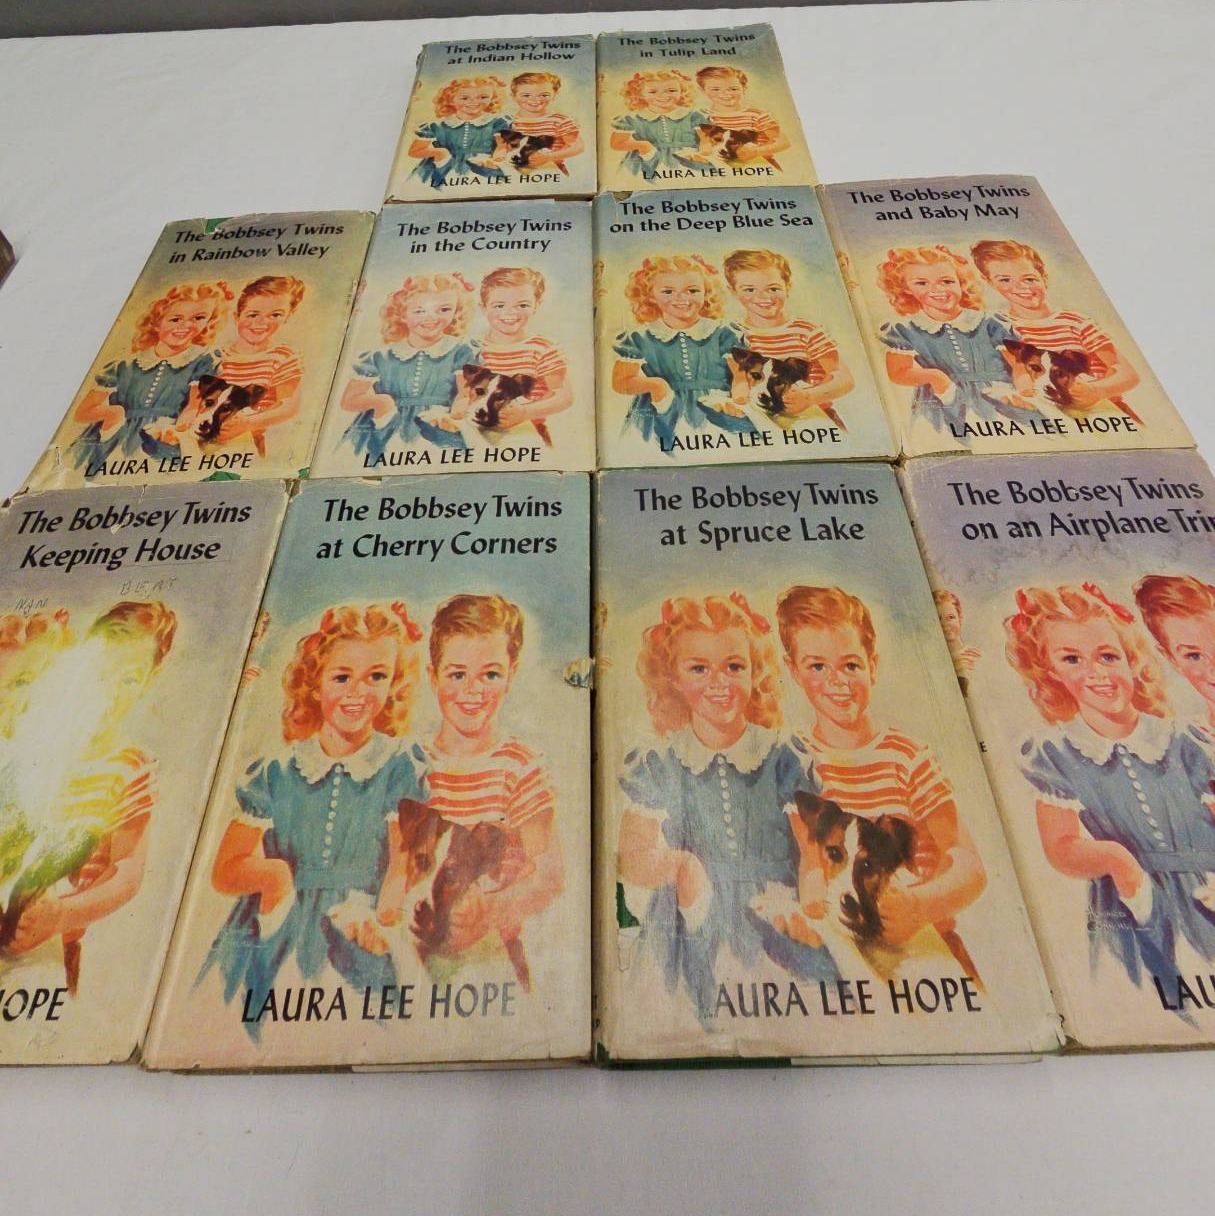 The Bobbsey Twins
at Indian Hollow
LAURA LEE HOPE
The Bobbsey Twins
in Tulip Land
LAURA LEE HOPE
The Bobbsey Twins
in Rainbow Valley
LAURA LEE HOPE
The Bobbsey Twins
in the Country
LAURA LEE HOPE
The Bobbsey Twins
on the Deep Blue Sea
LAURA LEE HOPE
The Bobbsey Twins
and Baby May
LAURA LEE HOPE
The Bobbsey Twins
Keeping House
HOPE
The Bobbsey Twins
at Cherry Corners
LAURA LEE HOPE
The Bobbsey Twins
at Spruce Lake
LAURA LEE HOPE
The Bobbsey Twins
on an Airplane Trip
LAU